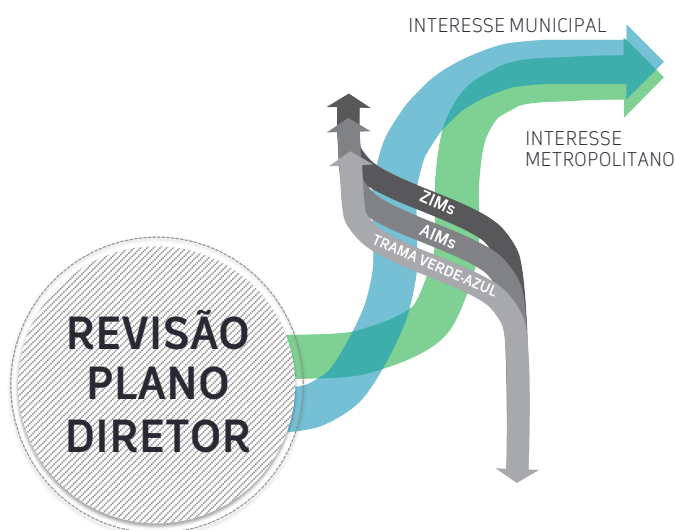 INTERESSE MUNICIPAL
INTERESSE
METROPOLITANO
ZIMs
AIMs
TRAMA VERDE-AZUL
REVISÃO
PLANO
DIRETOR